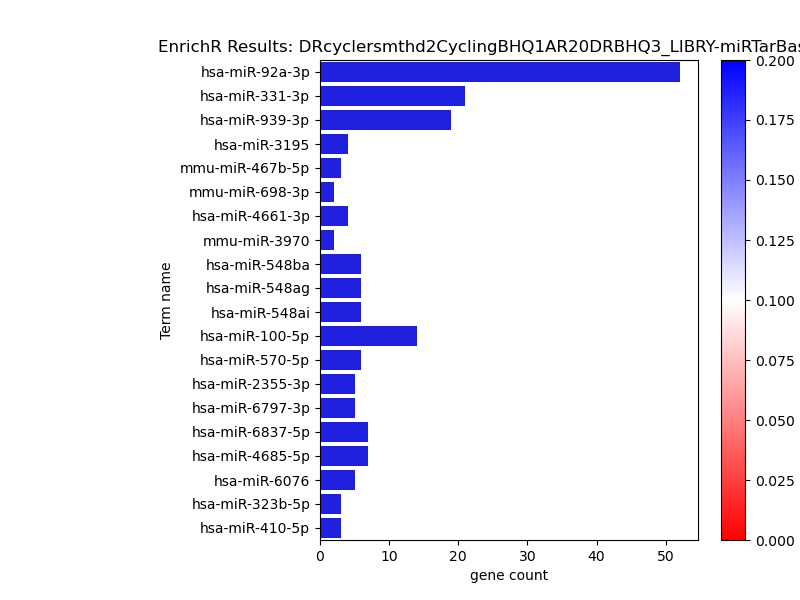 EnrichR Results: DRcyclersmthd2CyclingBHQ1AR20DRBHQ3_LIBRY-miRTarBas
hsa-miR-92a-3p
hsa-miR-331-3p
hsa-miR-939-3p
hsa-miR-3195
mmu-miR-467b-5p
mmu-miR-698-3p
hsa-miR-4661-3p
mmu-miR-3970
hsa-miR-548ba
hsa-miR-548ag
hsa-miR-548ai
hsa-miR-100-5p
hsa-miR-570-5p
hsa-miR-2355-3p
hsa-miR-6797-3p
hsa-miR-6837-5p
hsa-miR-4685-5p
hsa-miR-6076
hsa-miR-323b-5p
hsa-miR-410-5p
Term name
0 10 20 30 40 50
gene count
0.200
0.175
0.150
0.125
0.100
0.075
0.050
0.025
0.000